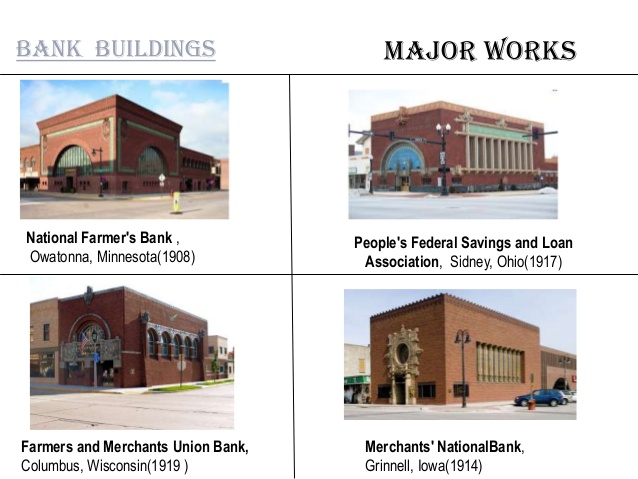 BANK BUILDINGS
MAJOR WORKS
National Farmer's Bank ,
Owatonna, Minnesota(1908)
People's Federal Savings and Loan
Association, Sidney, Ohio(1917)
Farmers and Merchants Union Bank,
Columbus, Wisconsin(1919 )
Merchants' NationalBank,
Grinnell, Iowa(1914)